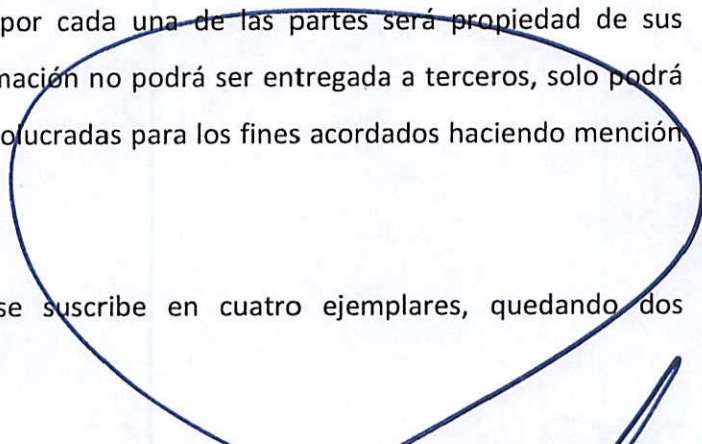 por cada una de las partes será propiedad de sus
mación no podrá ser entregada a terceros, solo podrá
olucradas para los fines acordados haciendo mención
se suscribe en cuatro ejemplares, quedando dos